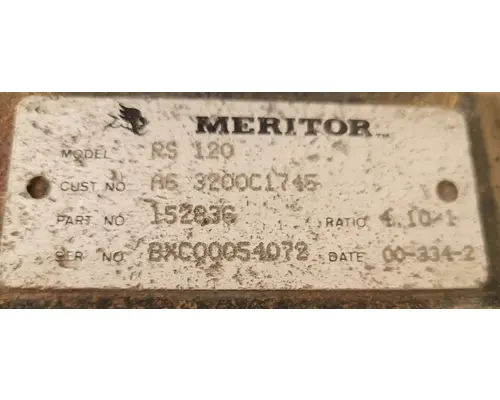 MERITOR
MODEL RS 120
CUST NO A6 3200C1745
PART NO 15283G RATIO 4.10-1
SER NO BXC00054072 DATE 00-334-2